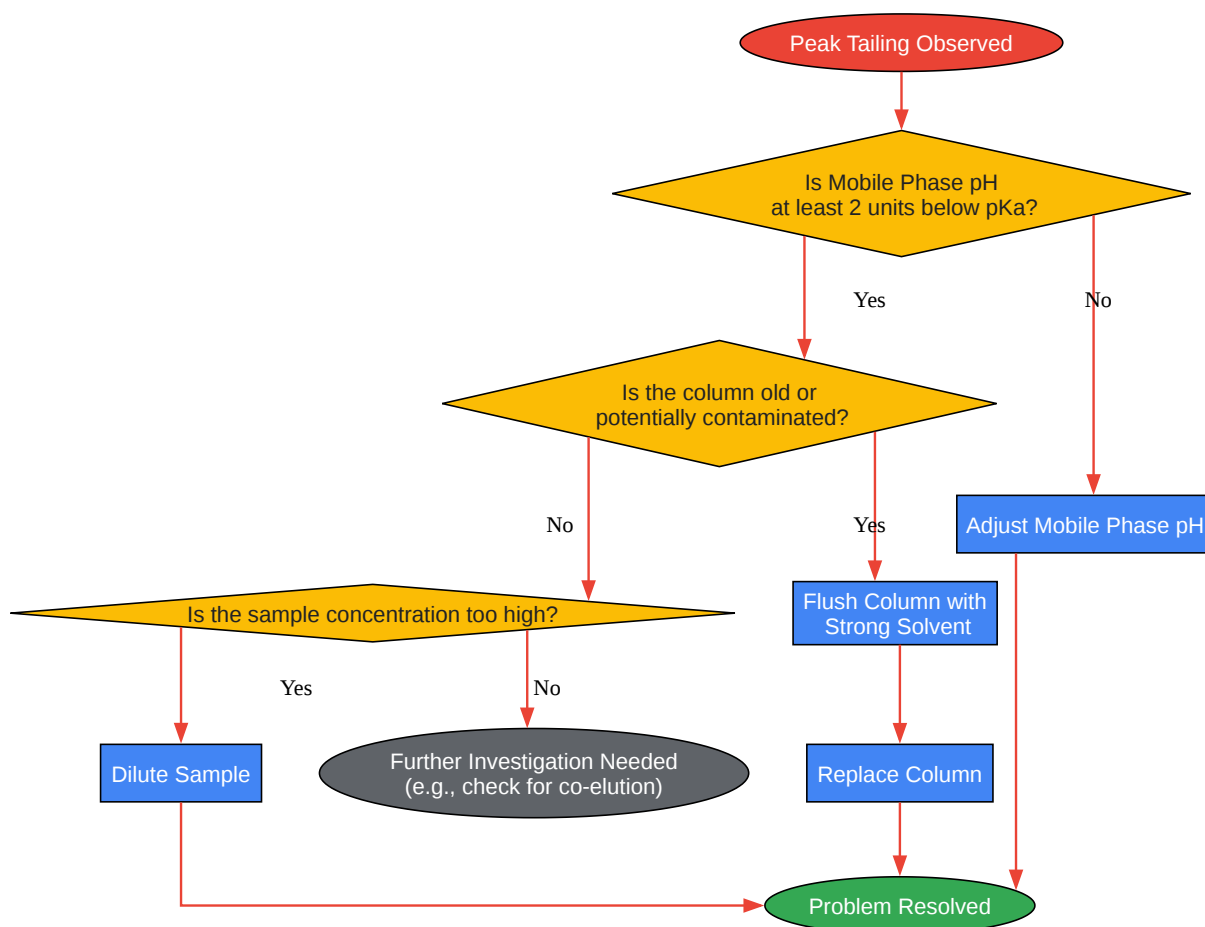 Peak Tailing Observed
Is Mobile Phase pH
at least 2 units below pKa?
Yes
No
Is the column old or
potentially contaminated?
No
Yes
Adjust Mobile Phase pH
Is the sample concentration too high?
Flush Column with
Strong Solvent
Yes
No
Dilute Sample
Further Investigation Needed
(e.g., check for co-elution)
Replace Column
Problem Resolved